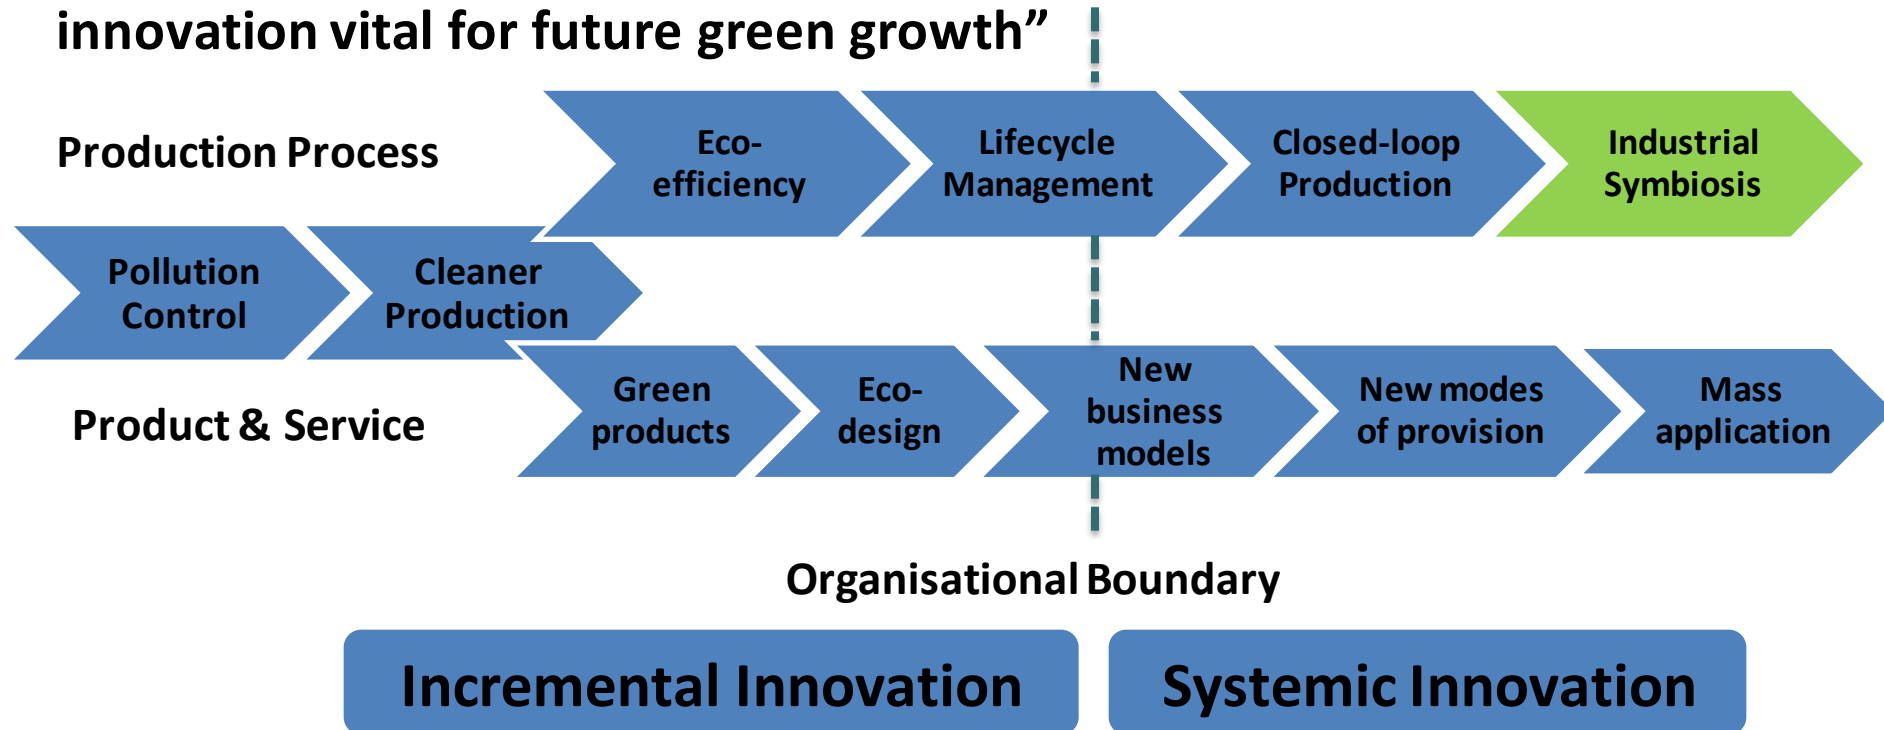 innovation vital for future green growth”
Production Process
Eco-
efficiency
Lifecycle
Management
Closed-loop
Production
Industrial
Symbiosis
Pollution
Control
Cleaner
Production
Product & Service
Green
products
Eco-
design
New
business
models
New modes
of provision
Mass
application
Organisational Boundary
Incremental Innovation
Systemic Innovation